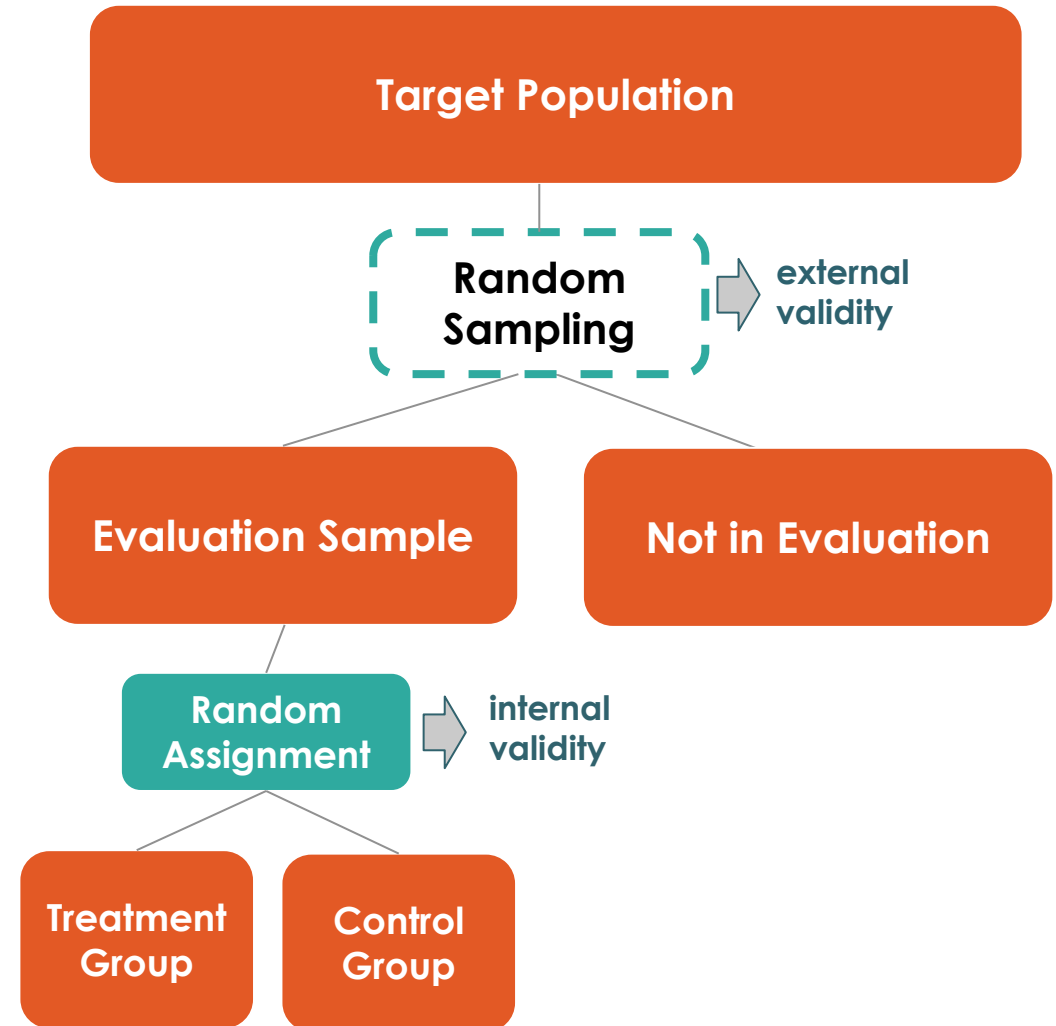 Target Population
Random
Sampling
external
validity
Evaluation Sample
Not in Evaluation
Random
Assignment
internal
validity
Treatment
Group
Control
Group